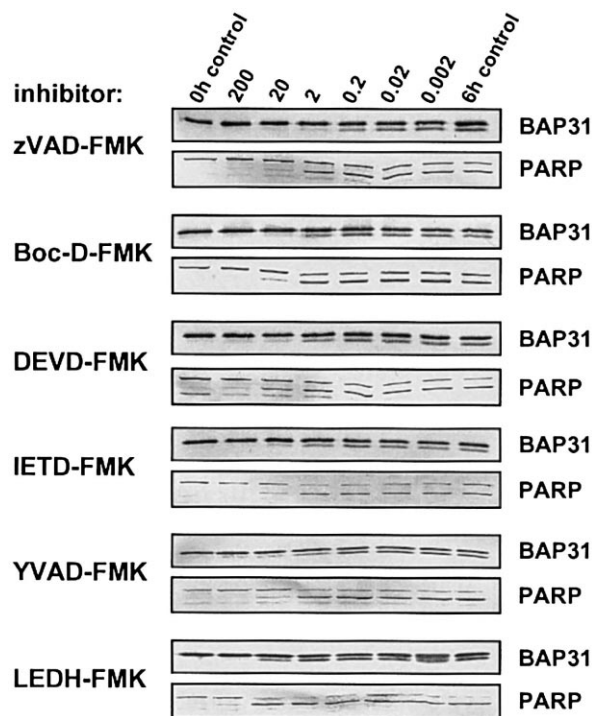 0h control 200 20 2 0.2 0.02 0.002 6h control
inhibitor:
BAP31
zVAD-FMK
PARP
BAP31
Boc-D-FMK
PARP
BAP31
DEVD-FMK
PARP
BAP31
IETD-FMK
PARP
BAP31
YVAD-FMK
PARP
BAP31
LEDH-FMK
PARP